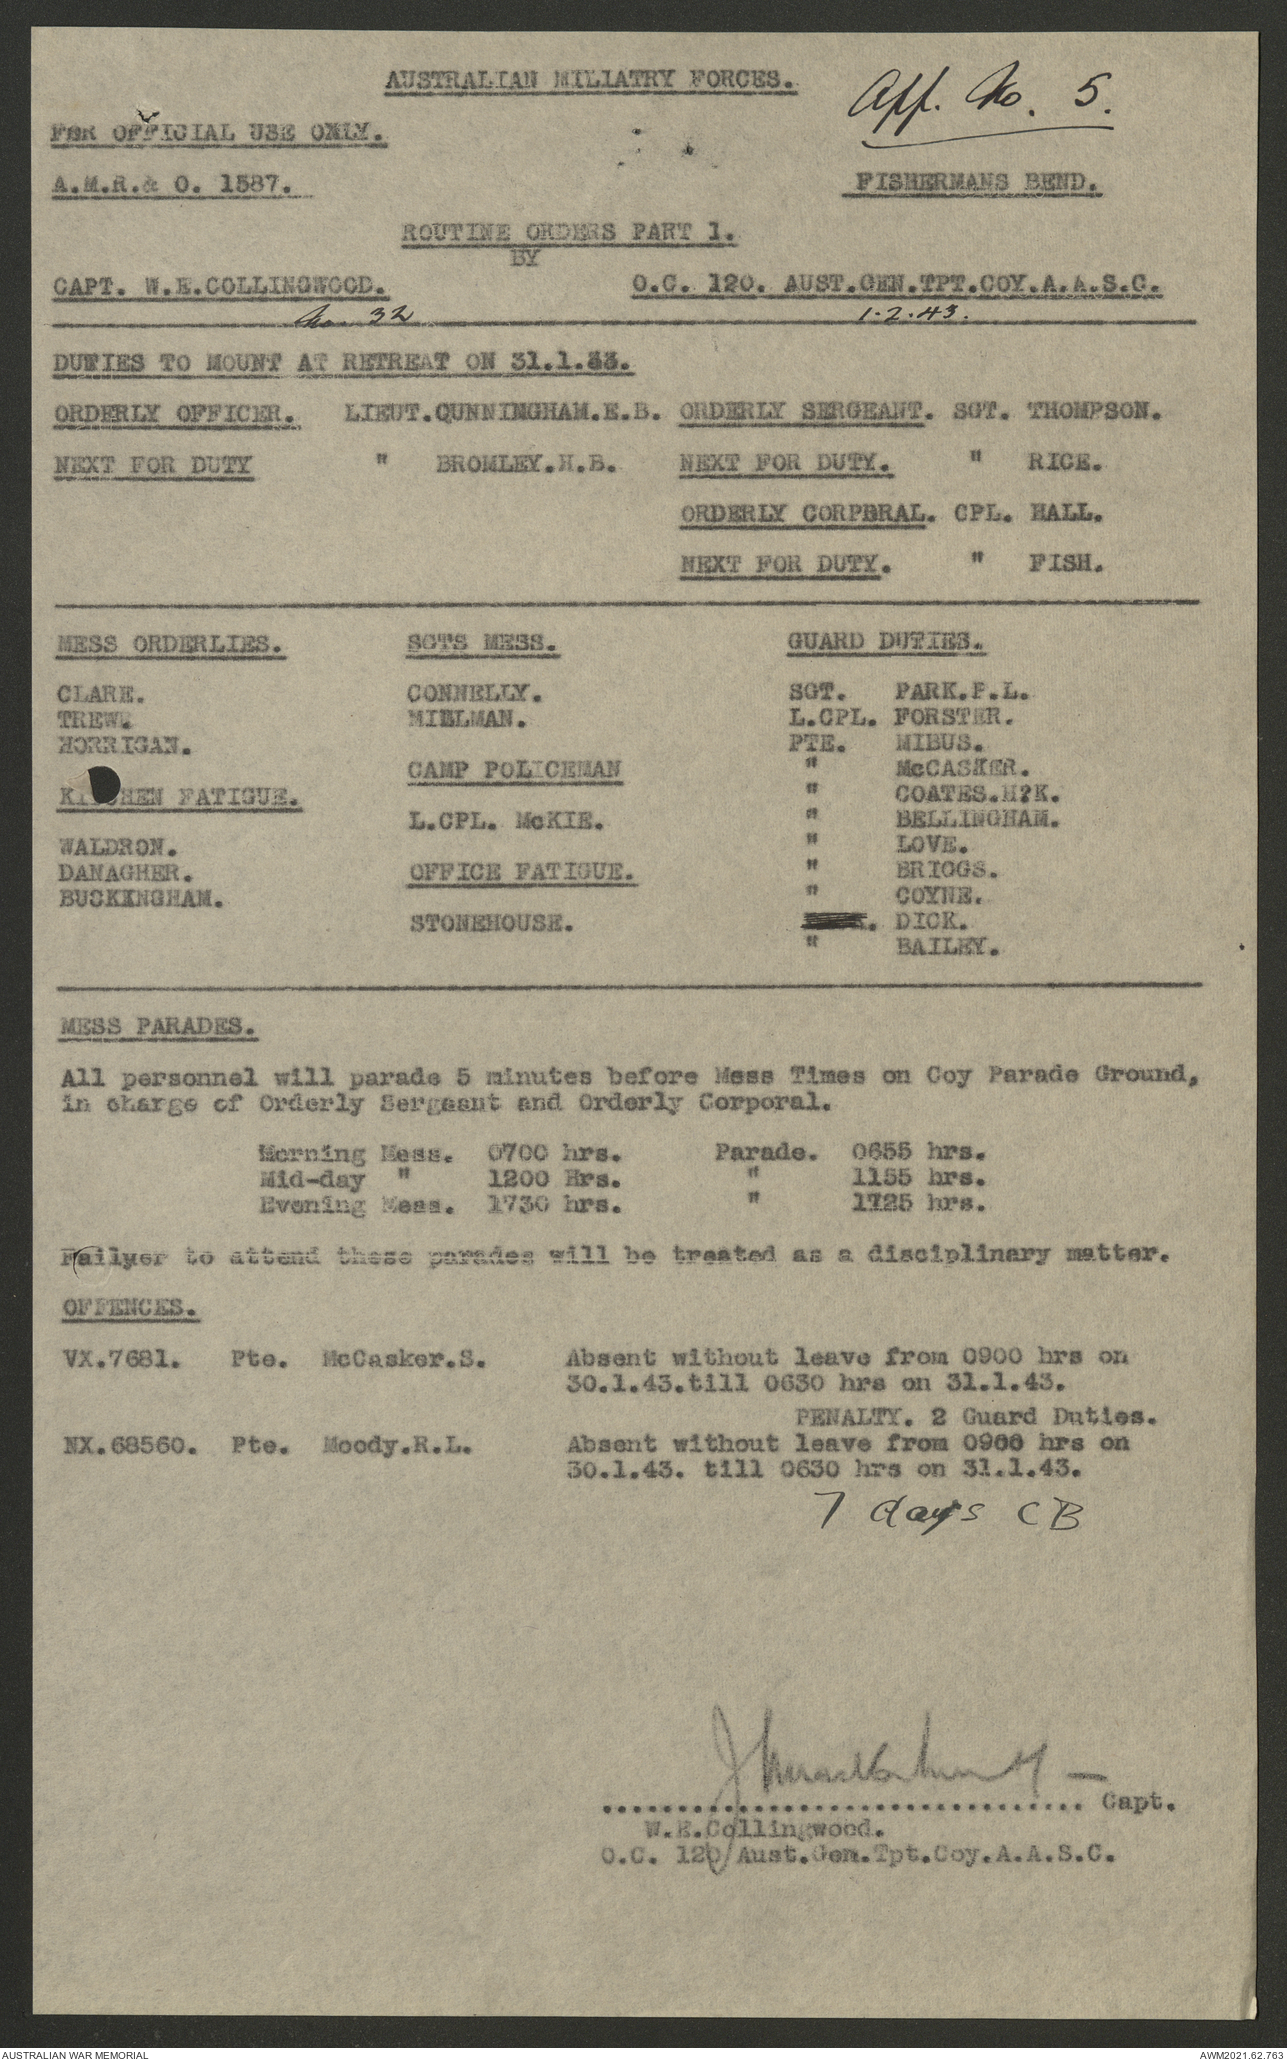 AUSTRALIAN MILIATRY FORCES.
App. No. 5.
FOR OFFICIAL USE ONLY.
A.M.R.& O. 1587.
FISHERMANS BEND.
ROUTINE ORDERS PART 1.
BY
CAPT. W.E.COLLINGWOOD. O.C. 120. AUST.GEN.TPT.COY.A.A.S.C.
No. 32 1.2.43.
DUTIES TO MOUNT AT RETREAT ON 31.1.43.
ORDERLY OFFICER. LIEUT.CUNNINGHAM.E.B. ORDERLY SERGEANT. SGT. THOMPSON.
NEXT FOR DUTY " BROMLEY.H.B. NEXT FOR DUTY. " RICE.
ORDERLY CORPORAL. CPL. HALL.
NEXT FOR DUTY. " FISH.
MESS ORDERLIES. SGTS MESS. GUARD DUTIES.
CLARE. CONNELLY. SGT. PARK.F.L.
TREWE MIELMAN. L.CPL. FORSTER.
HORRIGAN. PTE. MIBUS.
CAMP POLICEMAN " McCASKER.
KITCHEN FATIGUE. " COATES.H?K.
L.CPL. McKIE. " BELLINGHAM.
WALDRON. " LOVE.
DANAGHER. OFFICE FATIGUE. " BRIGGS.
BUCKINGHAM. " COYNE.
STONEHOUSE. . DICK.
" BAILEY.
MESS PARADES.
All personnel will parade 5 minutes before Mess Times on Coy Parade Ground,
in charge of Orderly Sergaant and Orderly Corporal.
Morning Mess. 0700 hrs. Parade. 0655 hrs.
Mid-day " 1200 Hrs. " 1155 hrs.
Evening Mess. 1730 hrs. " 1725 hrs.
Failyer to attend these parades will be treated as a disciplinary matter.
OFFENCES.
VX.7681. Pte. McCasker.S. Absent without leave from 0900 hrs on
30.1.43.till 0630 hrs on 31.1.43.
PENALTY. 2 Guard Duties.
NX.68560. Pte. Moody.R.L. Absent without leave from 0900 hrs on
30.1.43. till 0630 hrs on 31.1.43.
7 days CB
................................ Capt.
W.E.Collingwood.
O.C. 120 Aust.Gen.Tpt.Coy.A.A.S.C.
AUSTRALIAN WAR MEMORIAL AWM2021.62.763